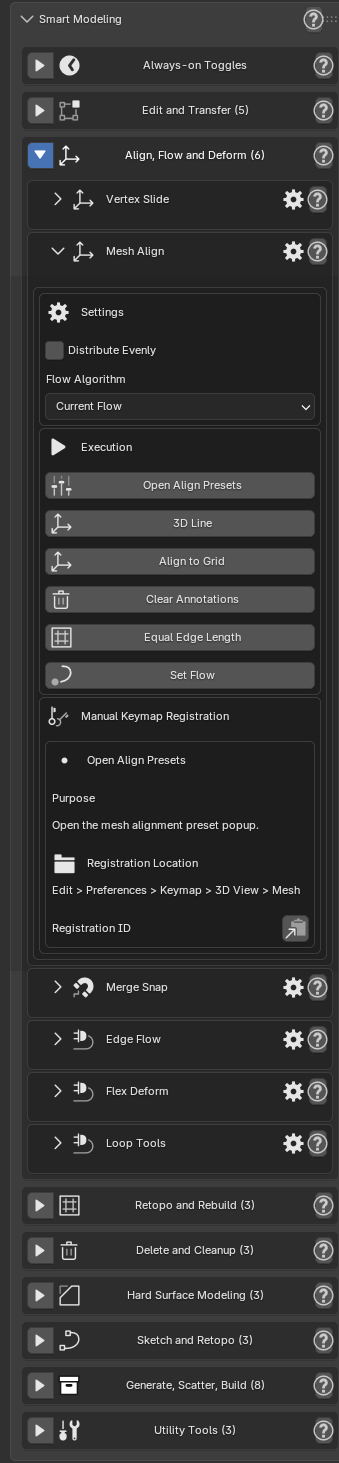 Smart Modeling
Always-on Toggles
Edit and Transfer (5)
Align, Flow and Deform (6)
Vertex Slide
Mesh Align
Settings
Distribute Evenly
Flow Algorithm
Current Flow
Execution
Open Align Presets
3D Line
Align to Grid
Clear Annotations
Equal Edge Length
Set Flow
Manual Keymap Registration
Open Align Presets
Purpose
Open the mesh alignment preset popup.
Registration Location
Edit > Preferences > Keymap > 3D View > Mesh
Registration ID
Merge Snap
Edge Flow
Flex Deform
Loop Tools
Retopo and Rebuild (3)
Delete and Cleanup (3)
Hard Surface Modeling (3)
Sketch and Retopo (3)
Generate, Scatter, Build (8)
Utility Tools (3)